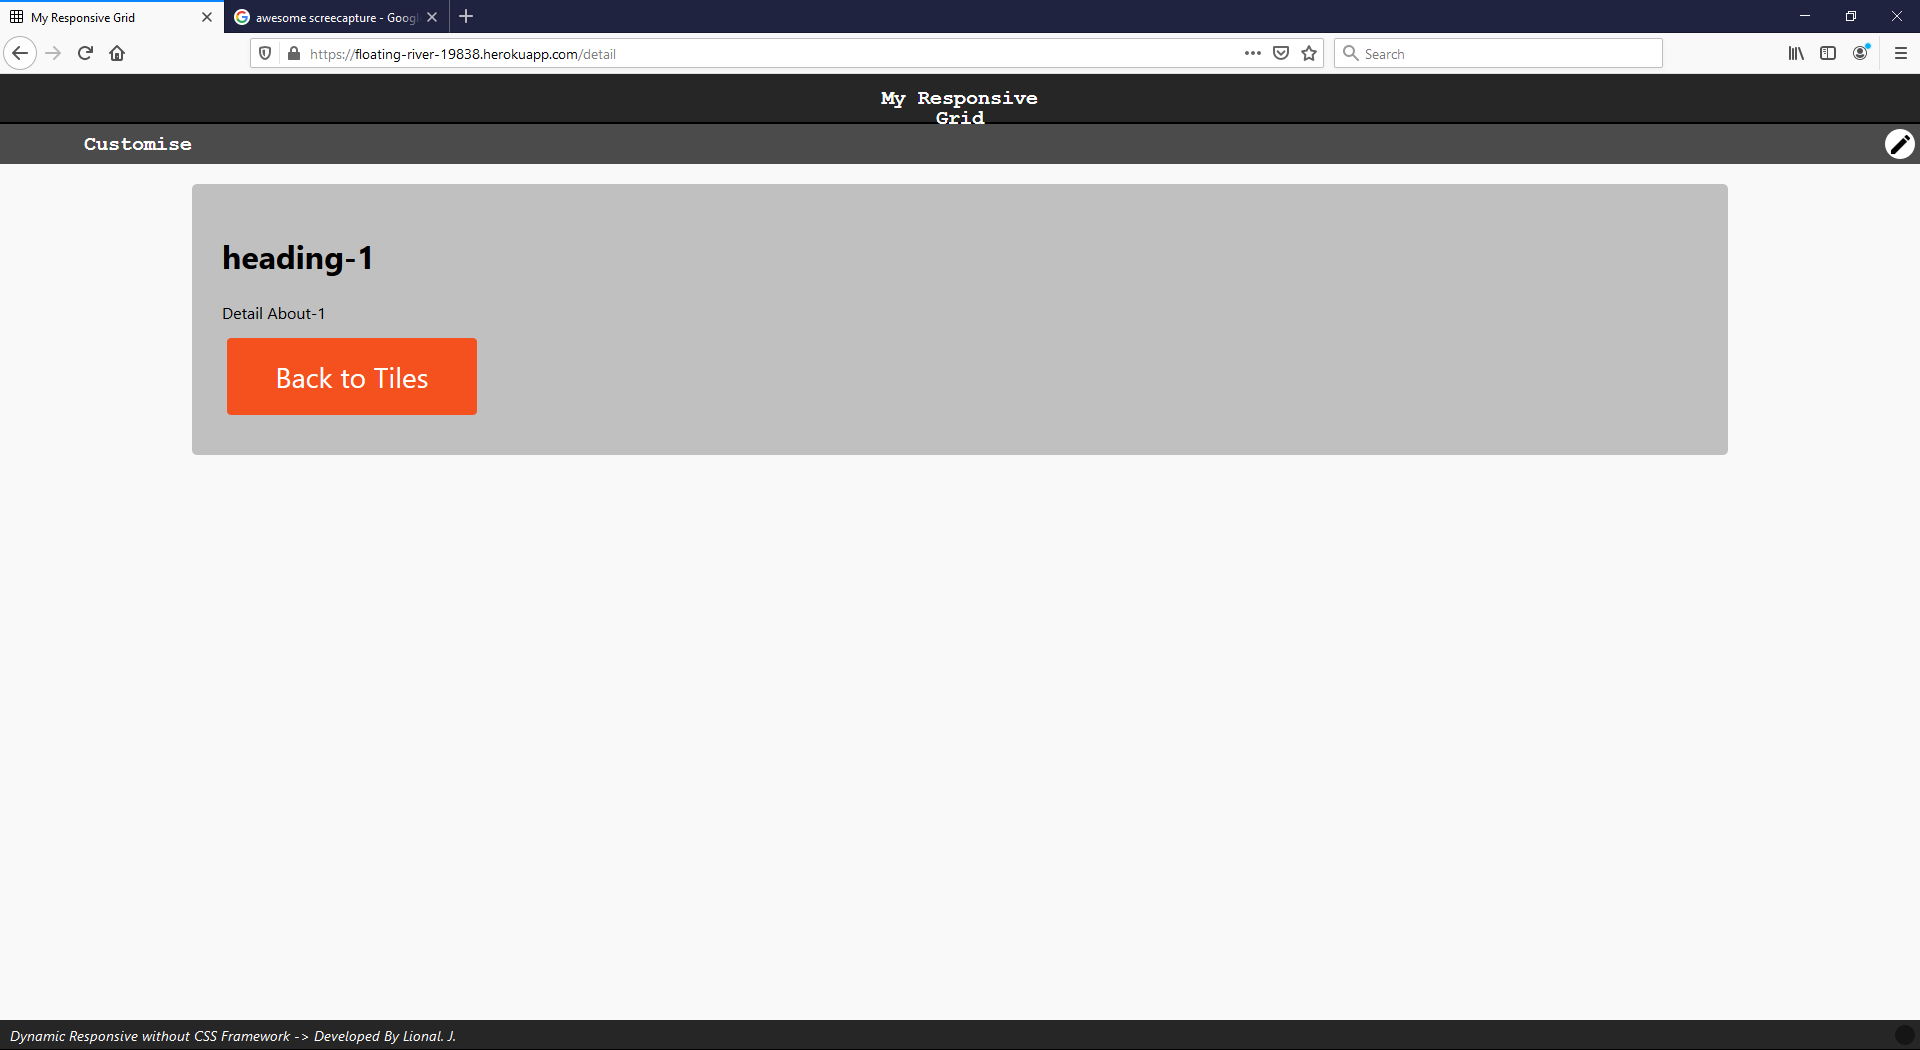 My Responsive Grid
awesome screecapture - Goog
https://floating-river-19838.herokuapp.com/detail
Search
My Responsive
Grid
Customise
heading-1
Detail About-1
Back to Tiles
Dynamic Responsive without CSS Framework -> Developed By Lional. J.